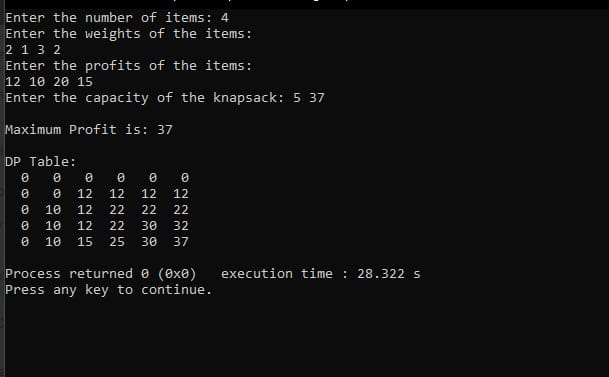 Enter the number of items: 4
Enter the weights of the items:
2 1 3 2
Enter the profits of the items:
12 10 20 15
Enter the capacity of the knapsack: 5 37
Maximum Profit is: 37
DP Table:
0 0 0 0 0 0
0 0 12 12 12 12
0 10 12 22 22 22
0 10 12 22 30 32
0 10 15 25 30 37
Process returned 0 (0x0) execution time : 28.322 s
Press any key to continue.